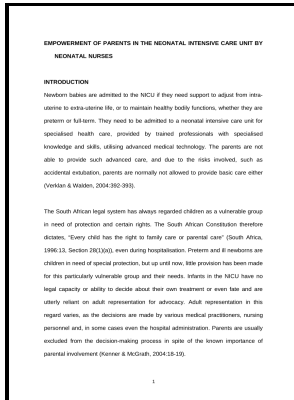 EMPOWERMENT OF PARENTS IN THE NEONATAL INTENSIVE CARE UNIT BY
NEONATAL NURSES
INTRODUCTION
Newborn babies are admitted to the NICU if they need support to adjust from intra-
uterine to extra-uterine life, or to maintain healthy bodily functions, whether they are
preterm or full-term. They need to be admitted to a neonatal intensive care unit for
specialised health care, provided by trained professionals with specialised
knowledge and skills, utilising advanced medical technology. The parents are not
able to provide such advanced care, and due to the risks involved, such as
accidental extubation, parents are normally not allowed to provide basic care either
(Verklan & Walden, 2004:392-393).
The South African legal system has always regarded children as a vulnerable group
in need of protection and certain rights. The South African Constitution therefore
dictates, “Every child has the right to family care or parental care” (South Africa,
1996:13, Section 28(1)(a)), even during hospitalisation. Preterm and ill newborns are
children in need of special protection, but up until now, little provision has been made
for this particularly vulnerable group and their needs. Infants in the NICU have no
legal capacity or ability to decide about their own treatment or even fate and are
utterly reliant on adult representation for advocacy. Adult representation in this
regard varies, as the decisions are made by various medical practitioners, nursing
personnel and, in some cases even the hospital administration. Parents are usually
excluded from the decision-making process in spite of the known importance of
parental involvement (Kenner & McGrath, 2004:18-19).
1